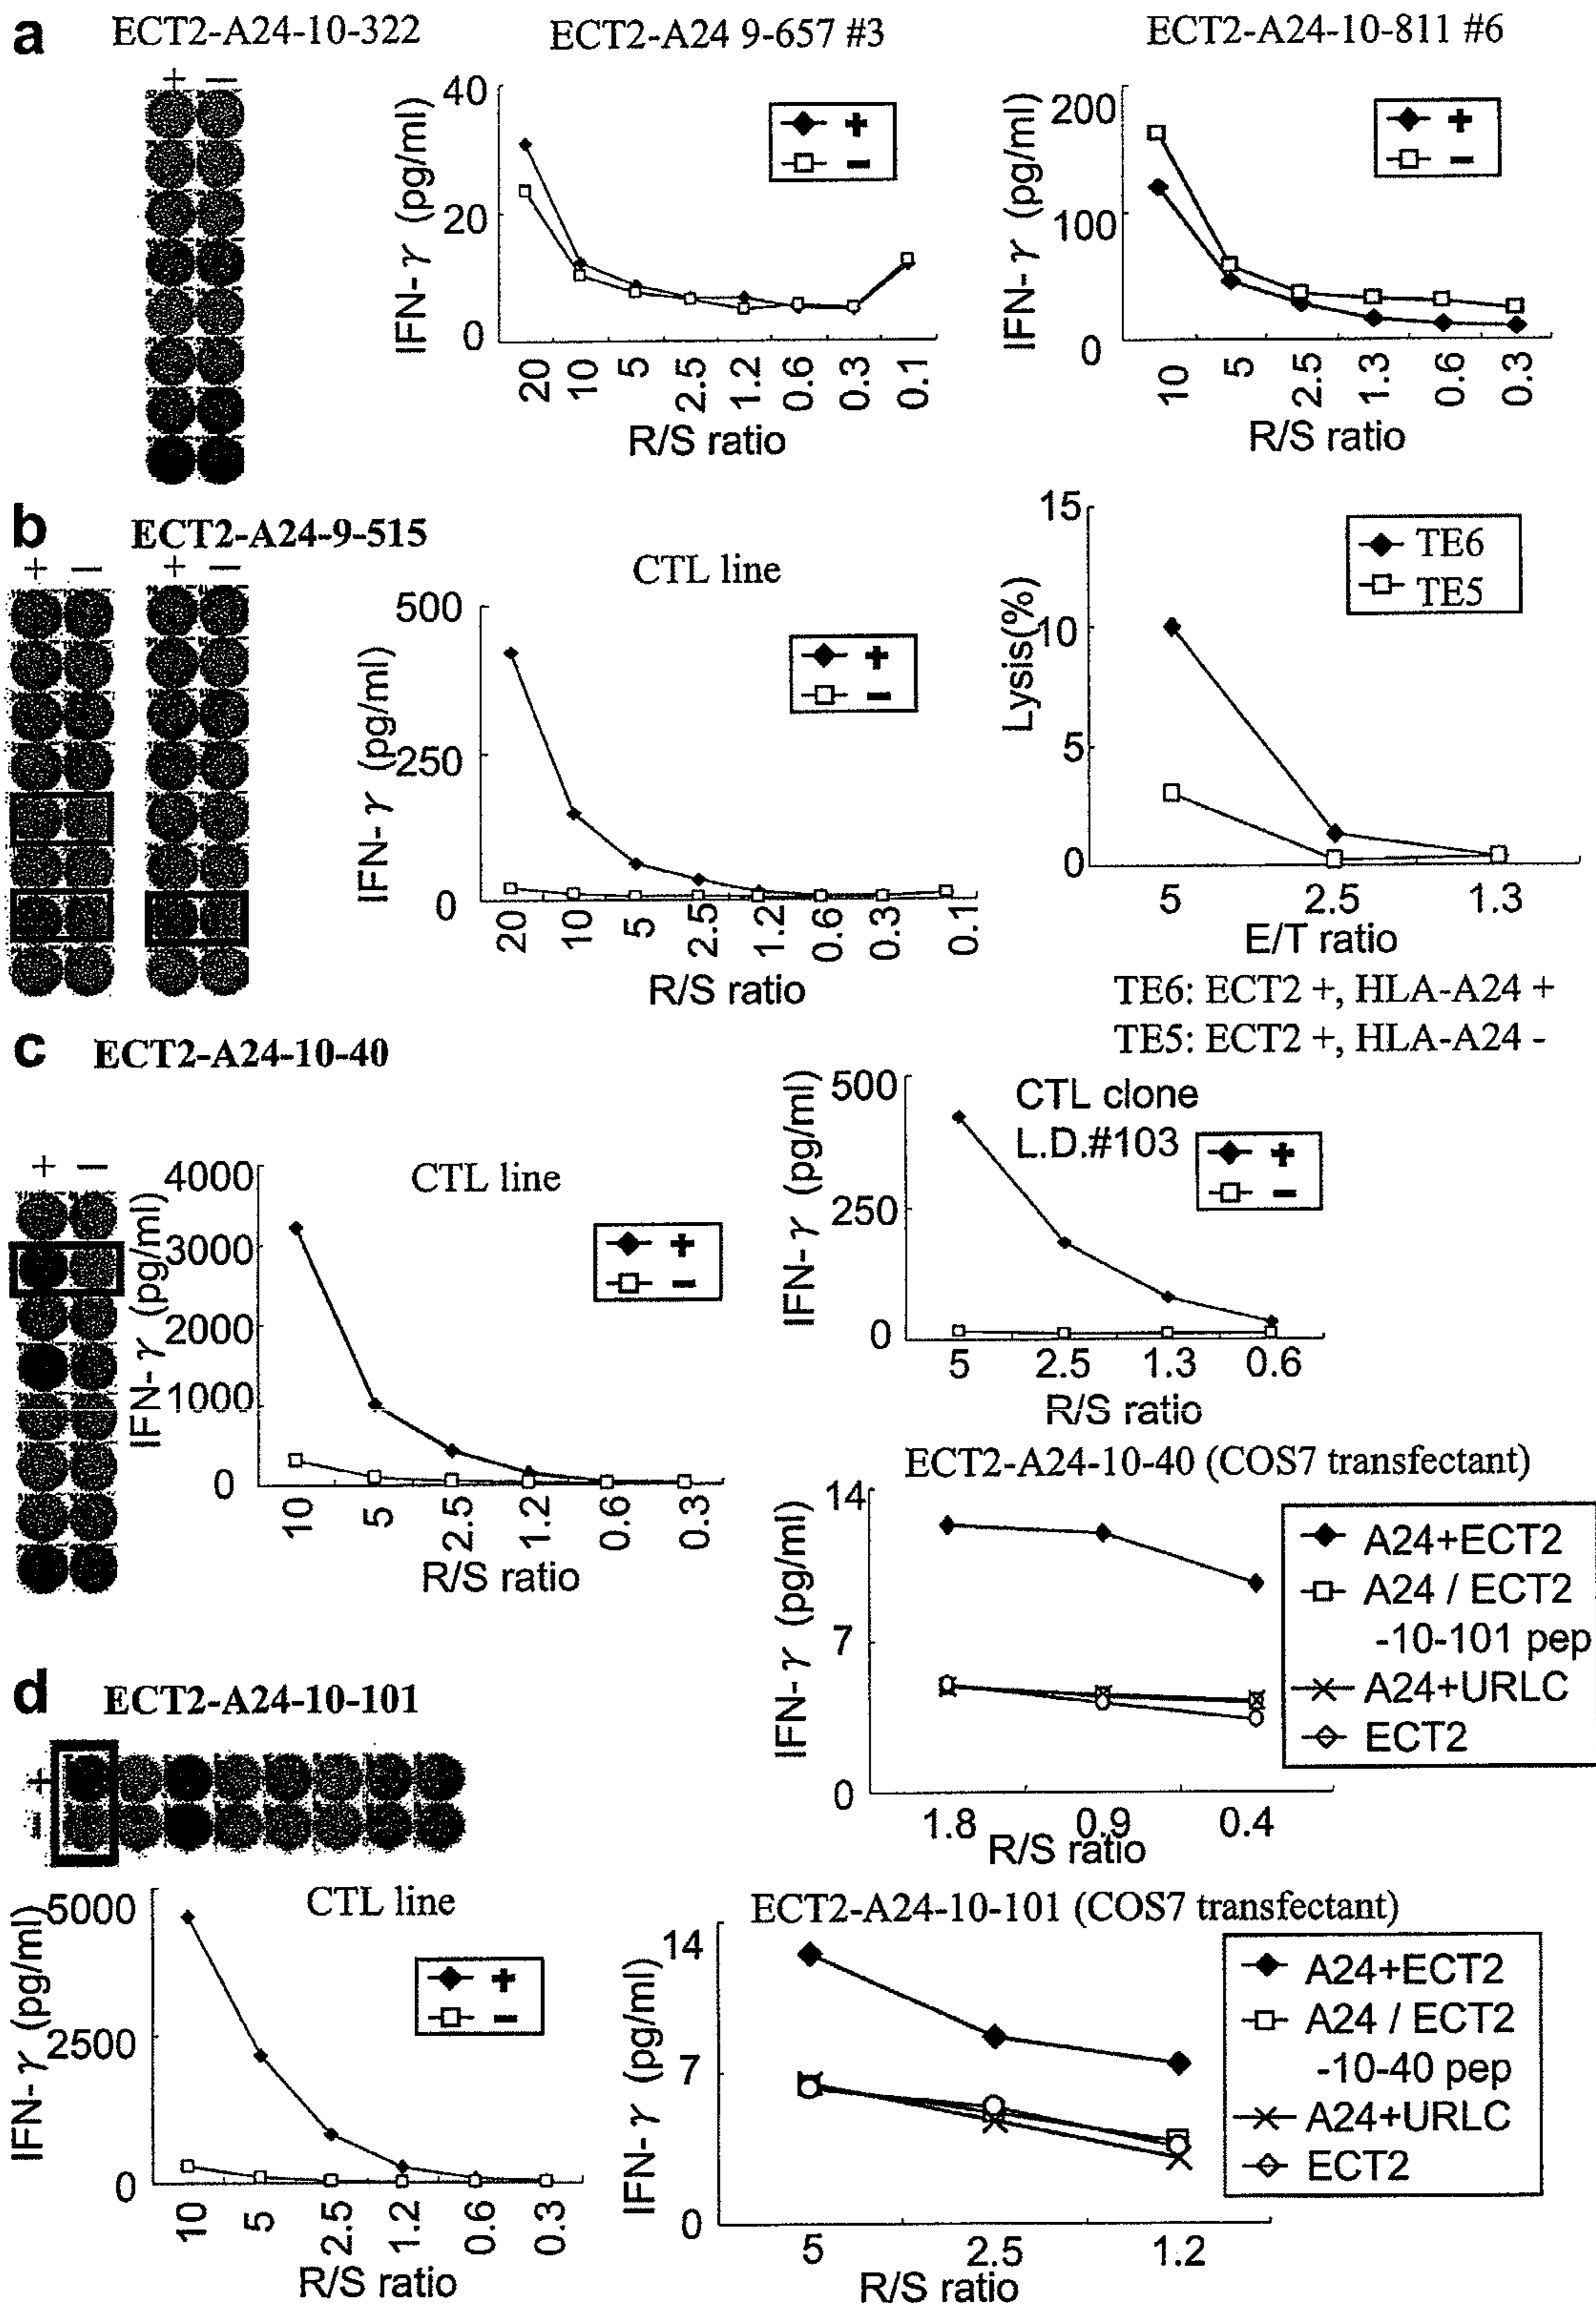 a
ECT2-A24-10-322
+ −
ECT2-A24 9-657 #3
IFN-γ (pg/ml)
40
20
0
+
−
20 10 5 2.5 1.2 0.6 0.3 0.1
R/S ratio
ECT2-A24-10-811 #6
IFN-γ (pg/ml)
200
100
0
+
−
10 5 2.5 1.3 0.6 0.3
R/S ratio
b
ECT2-A24-9-515
+ − + −
CTL line
IFN-γ (pg/ml)
500
250
0
+
−
20 10 5 2.5 1.2 0.6 0.3 0.1
R/S ratio
Lysis(%)
15
10
5
0
TE6
TE5
5 2.5 1.3
E/T ratio
TE6: ECT2 +, HLA-A24 +
TE5: ECT2 +, HLA-A24 -
c
ECT2-A24-10-40
+ −
CTL line
IFN-γ (pg/ml)
4000
3000
2000
1000
0
+
−
10 5 2.5 1.2 0.6 0.3
R/S ratio
CTL clone
L.D.#103
IFN-γ (pg/ml)
500
250
0
+
−
5 2.5 1.3 0.6
R/S ratio
ECT2-A24-10-40 (COS7 transfectant)
IFN-γ (pg/ml)
14
7
0
A24+ECT2
A24 / ECT2
-10-101 pep
A24+URLC
ECT2
1.8 0.9 0.4
R/S ratio
d
ECT2-A24-10-101
+
−
CTL line
IFN-γ (pg/ml)
5000
2500
0
+
−
10 5 2.5 1.2 0.6 0.3
R/S ratio
ECT2-A24-10-101 (COS7 transfectant)
IFN-γ (pg/ml)
14
7
0
A24+ECT2
A24 / ECT2
-10-40 pep
A24+URLC
ECT2
5 2.5 1.2
R/S ratio